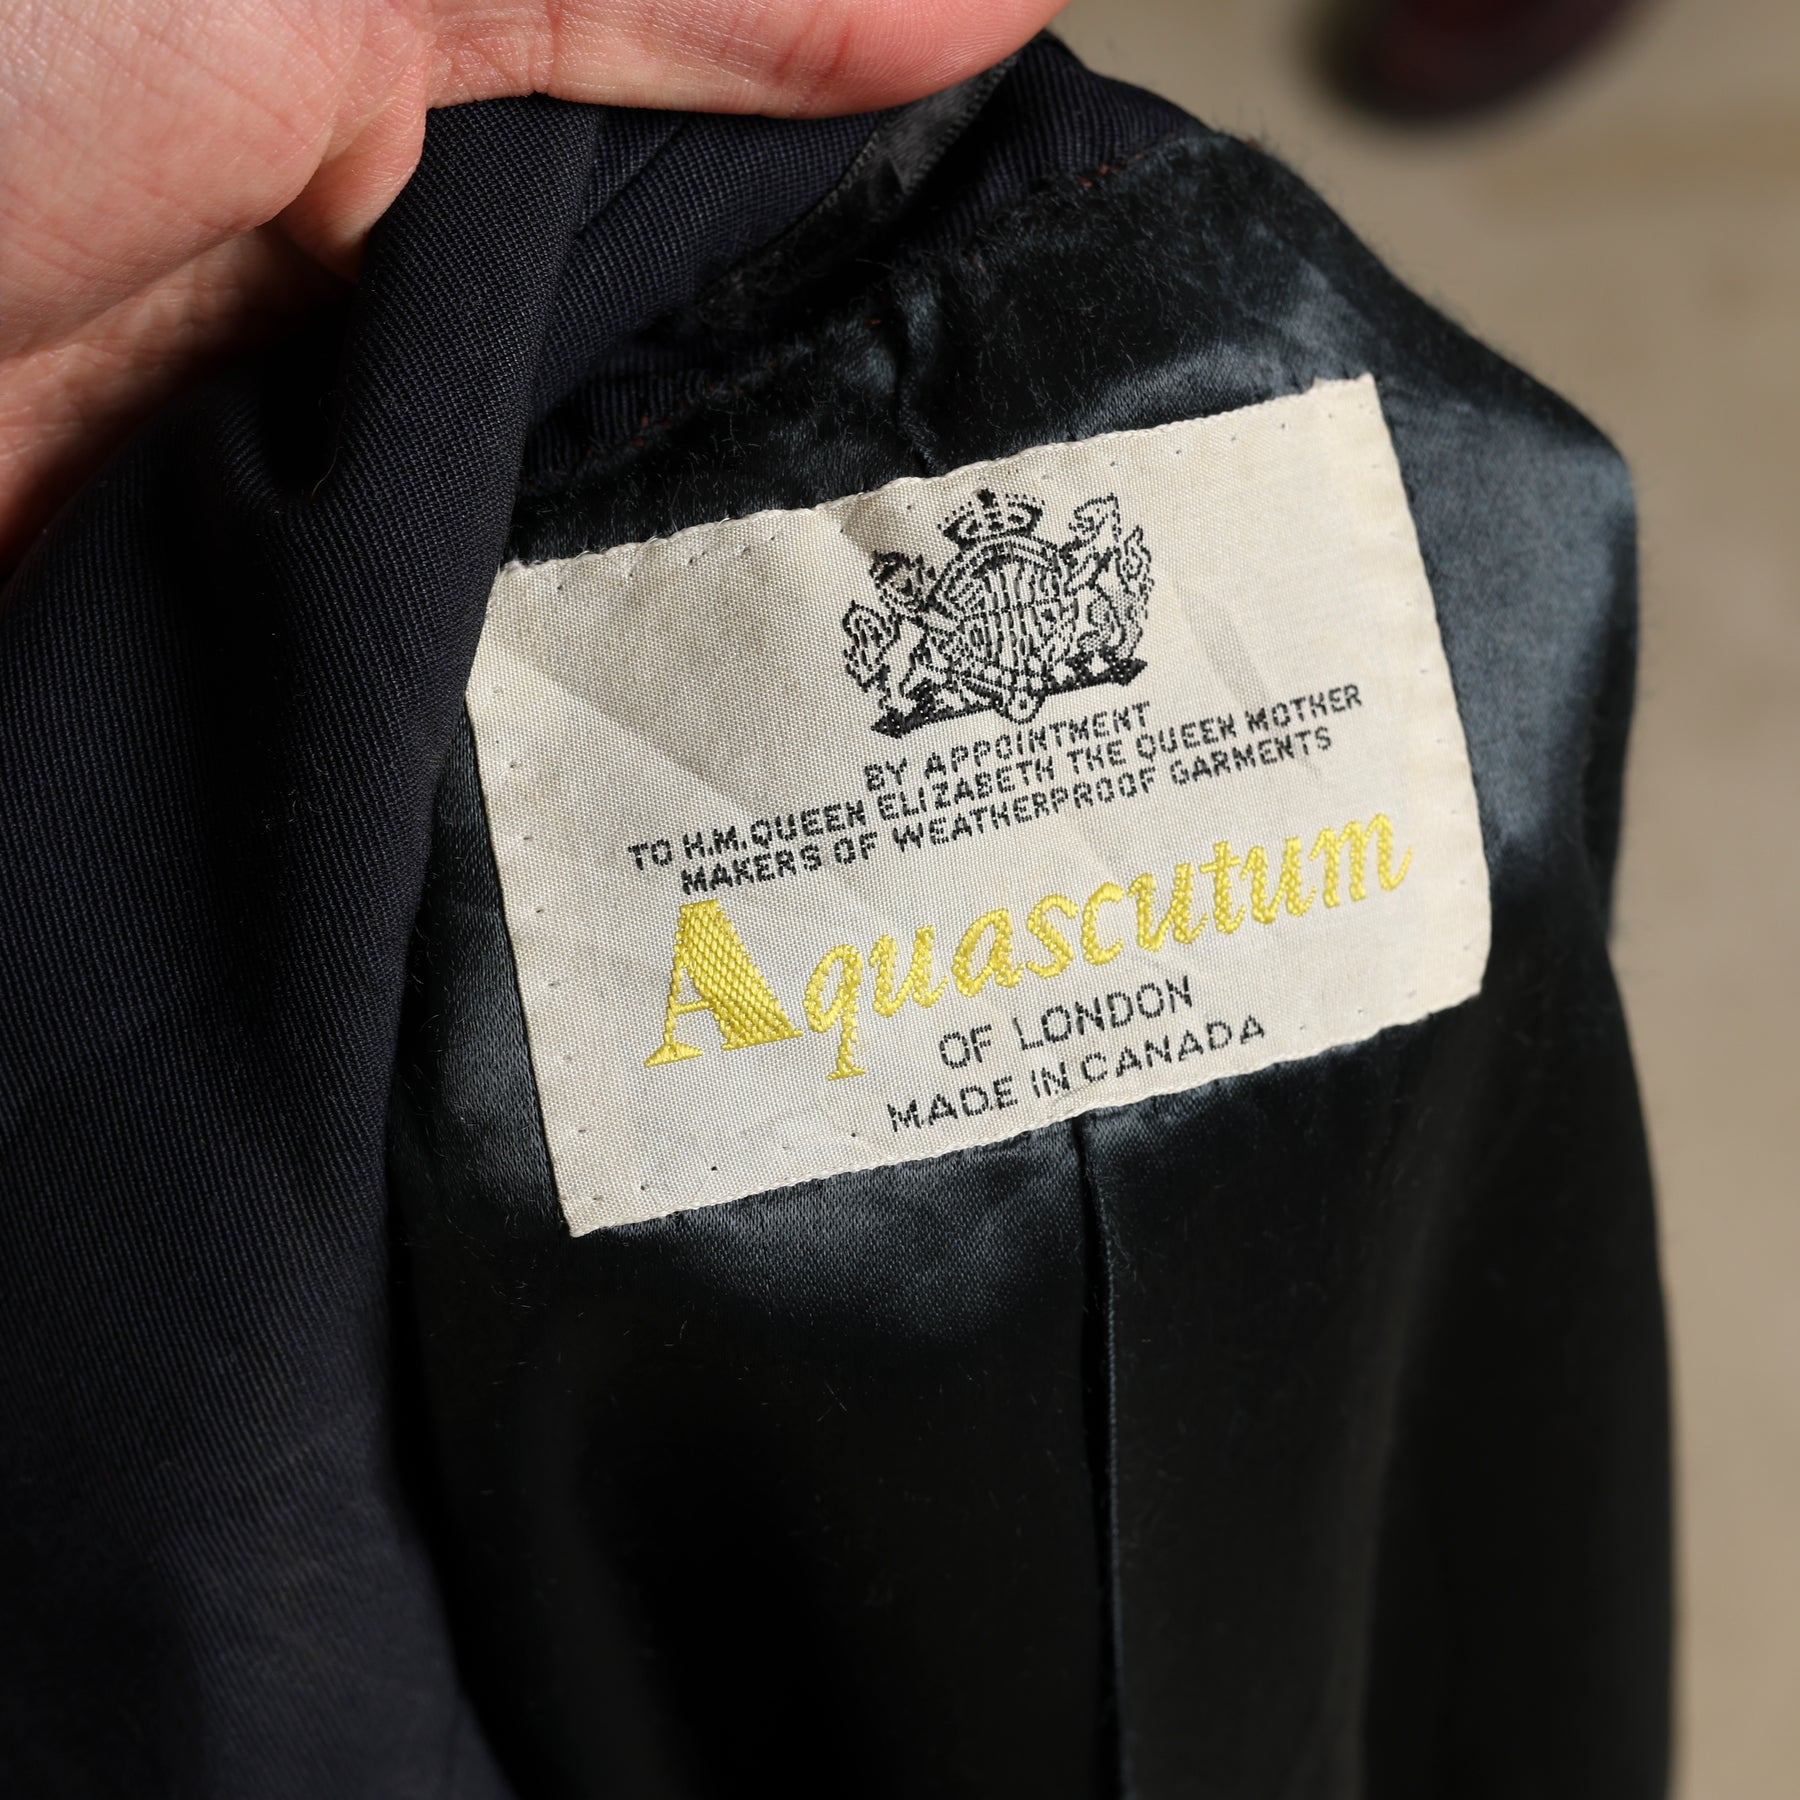 BY APPOINTMENT
TO H.M. QUEEN ELIZABETH THE QUEEN MOTHER
MAKERS OF WEATHERPROOF GARMENTS
Aquascutum
OF LONDON
MADE IN CANADA